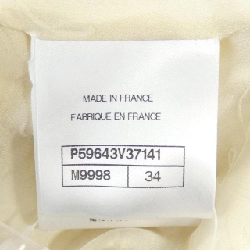 MADE IN FRANCE
FABRIQUE EN FRANCE
P59643V37141
M9998 34